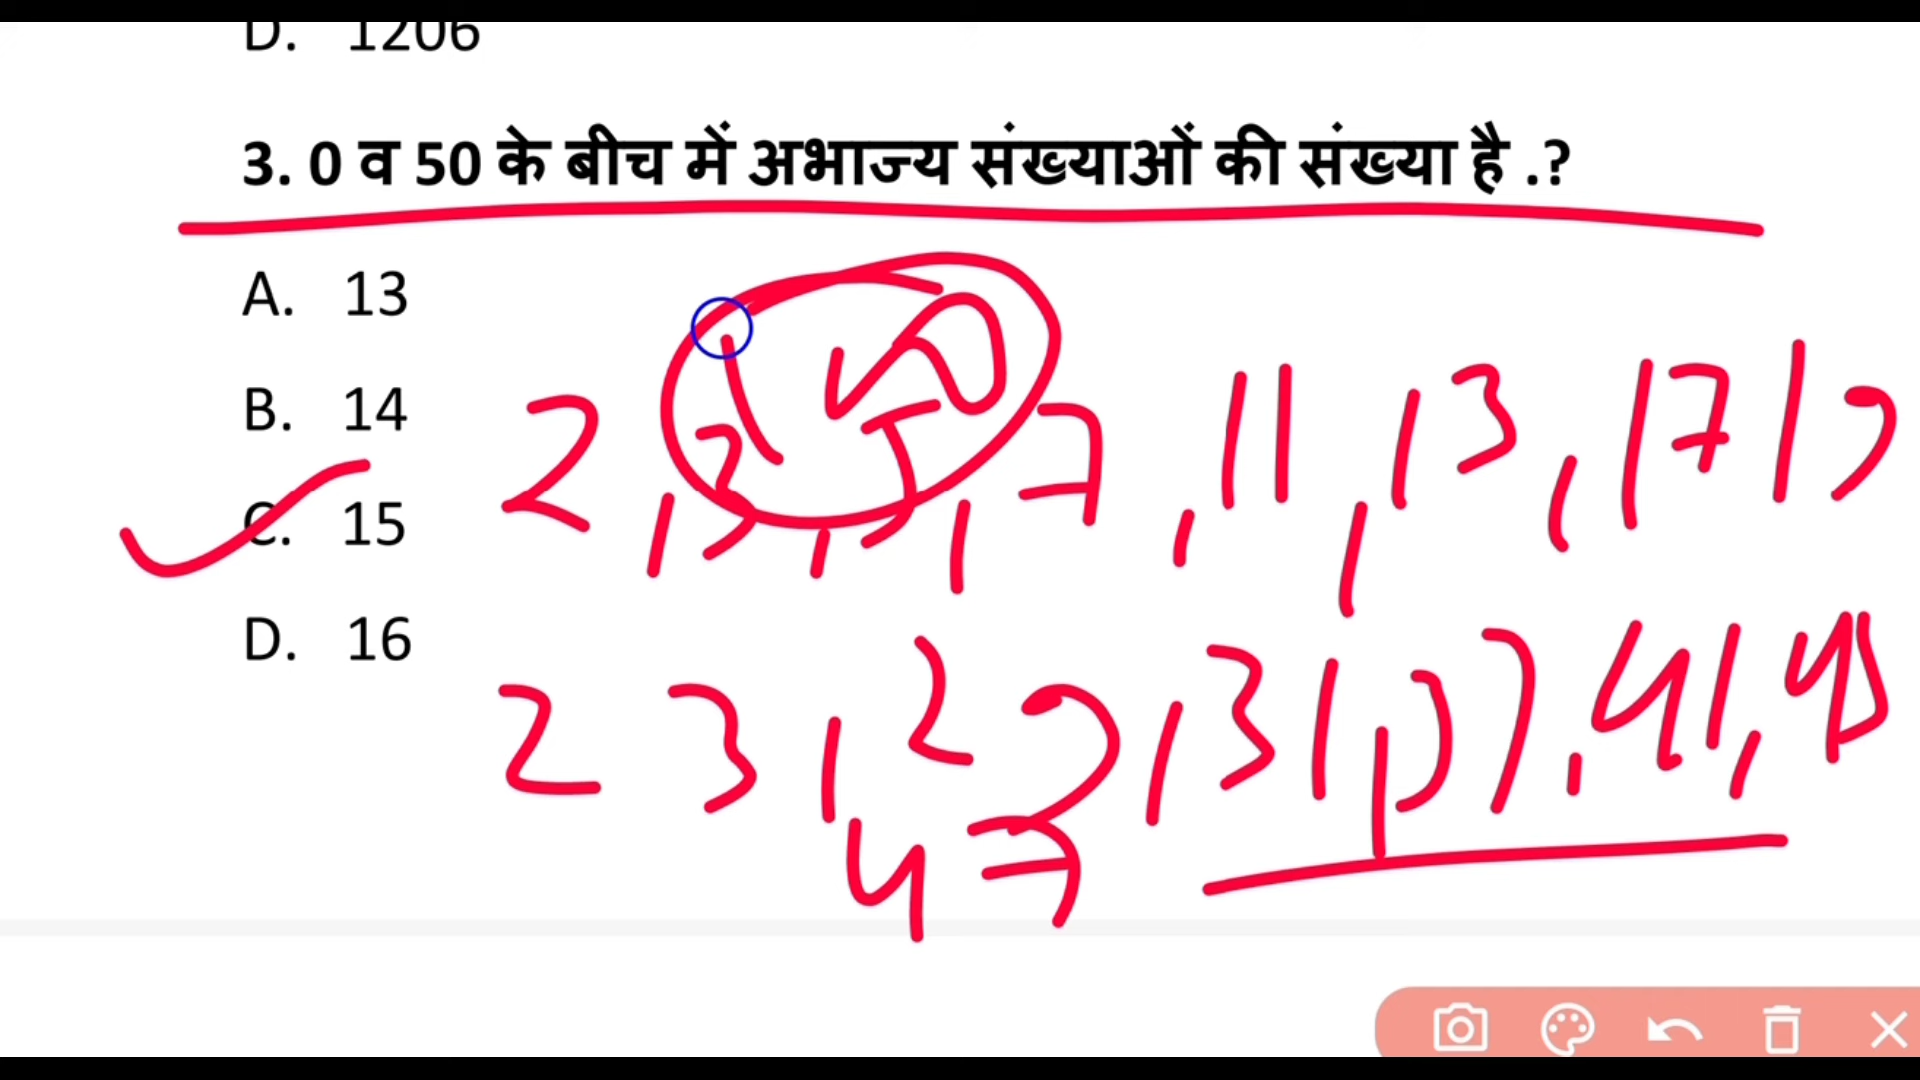 D. 1206
3. 0 व 50 के बीच में अभाज्य संख्याओं की संख्या है .?
A. 13
B. 14
C. 15
D. 16
2, 3, 5, 7, 11, 13, 17 19
23, 29, 31, 37, 41, 43
47